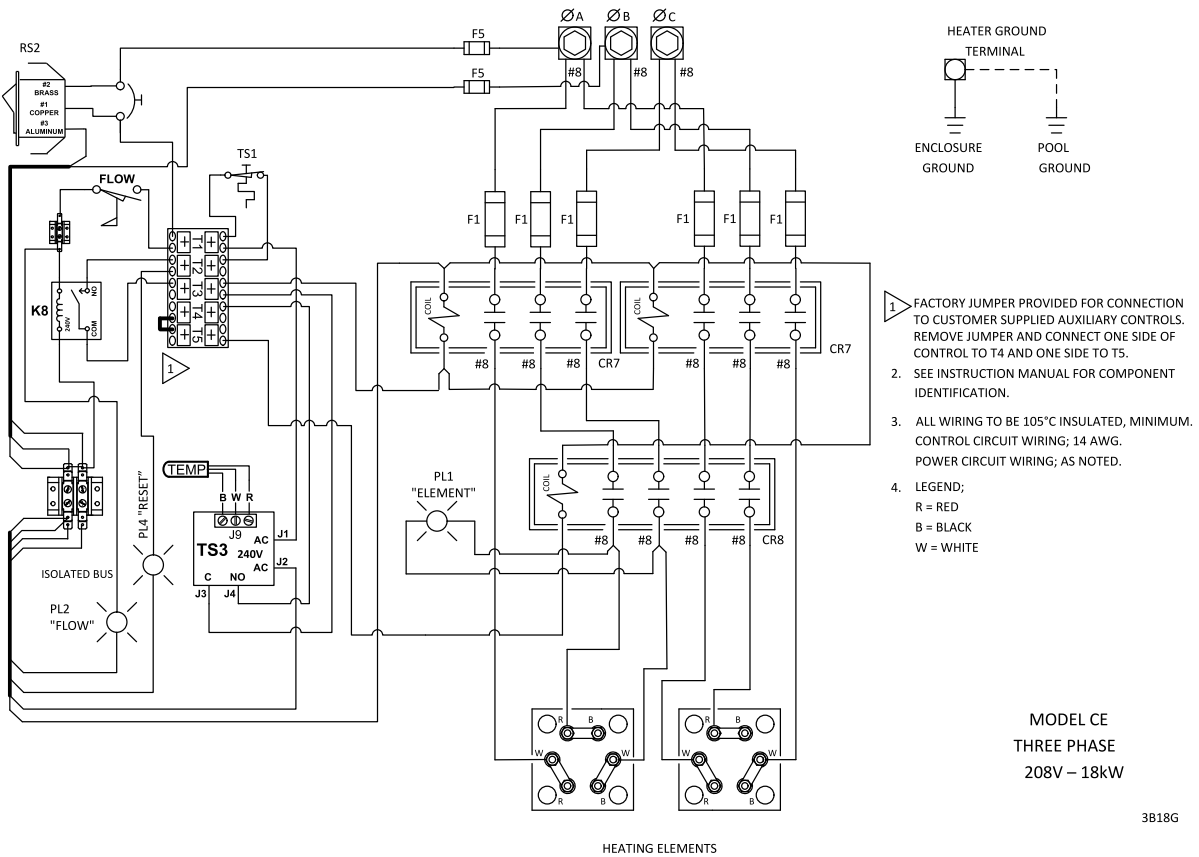 RS2
#2
BRASS
#1
COPPER
#3
ALUMINUM
F5
F5
ØA
ØB
ØC
#8
#8
#8
HEATER GROUND
TERMINAL
ENCLOSURE
GROUND
POOL
GROUND
FLOW
TS1
T1
T2
T3
T4
T5
K8
240V
NO
COM
1
F1
F1
F1
F1
F1
F1
COIL
COIL
#8
#8
#8
CR7
#8
#8
#8
CR7
1 FACTORY JUMPER PROVIDED FOR CONNECTION
TO CUSTOMER SUPPLIED AUXILIARY CONTROLS.
REMOVE JUMPER AND CONNECT ONE SIDE OF
CONTROL TO T4 AND ONE SIDE TO T5.
2. SEE INSTRUCTION MANUAL FOR COMPONENT
IDENTIFICATION.
3. ALL WIRING TO BE 105°C INSULATED, MINIMUM.
CONTROL CIRCUIT WIRING; 14 AWG.
POWER CIRCUIT WIRING; AS NOTED.
4. LEGEND;
R = RED
B = BLACK
W = WHITE
TEMP
B W R
J9
TS3
240V
AC
AC
C NO
J1
J2
J3
J4
PL4 "RESET"
ISOLATED BUS
PL2
"FLOW"
PL1
"ELEMENT"
COIL
#8
#8
#8
#8
CR8
R B
W W
R B
R B
W W
R B
HEATING ELEMENTS
MODEL CE
THREE PHASE
208V – 18kW
3B18G